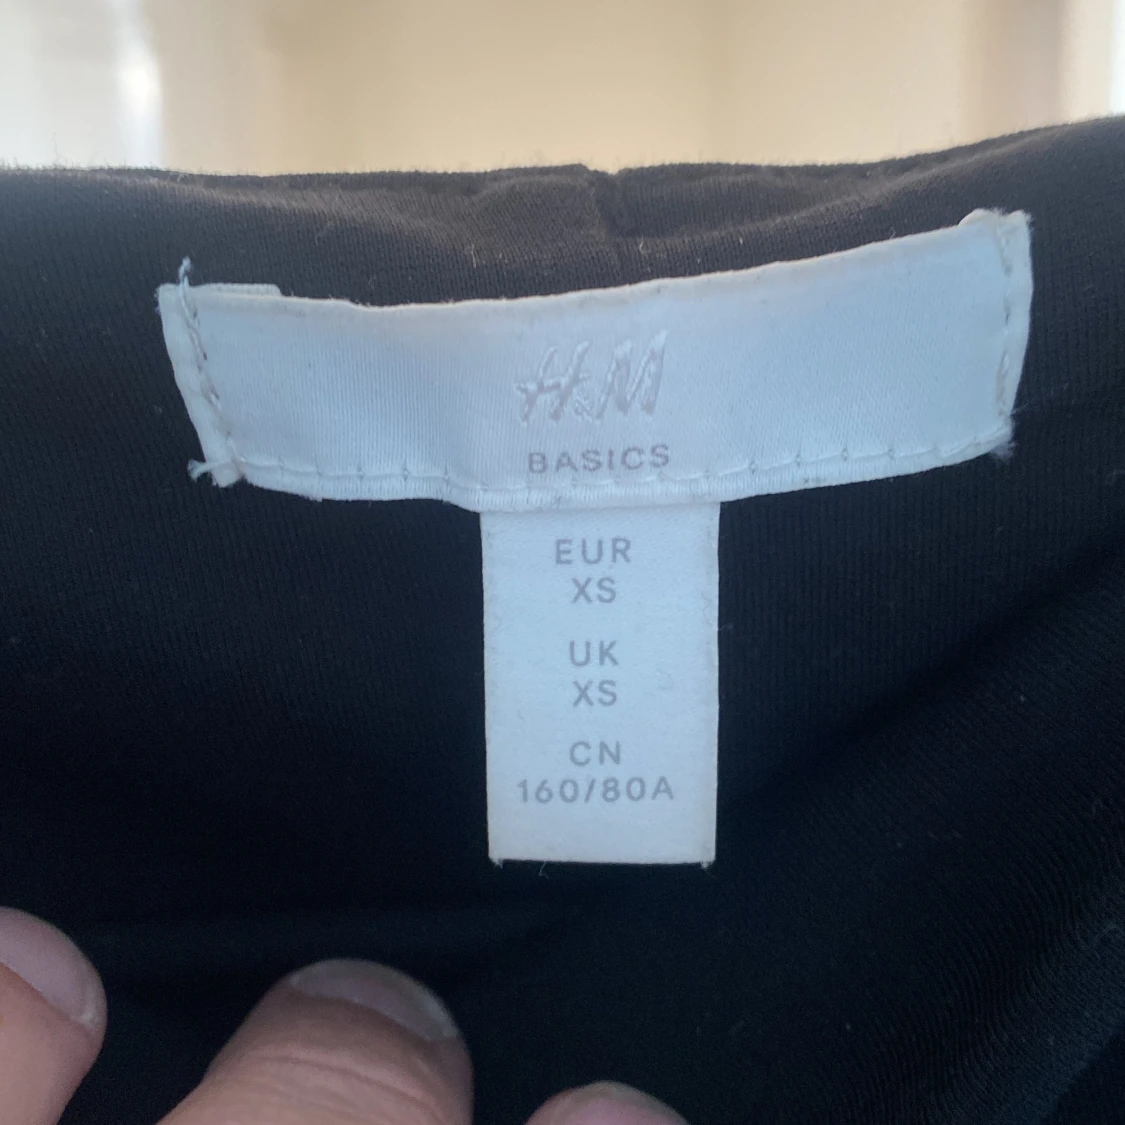 H&M
BASICS
EUR
XS
UK
XS
CN
160/80A